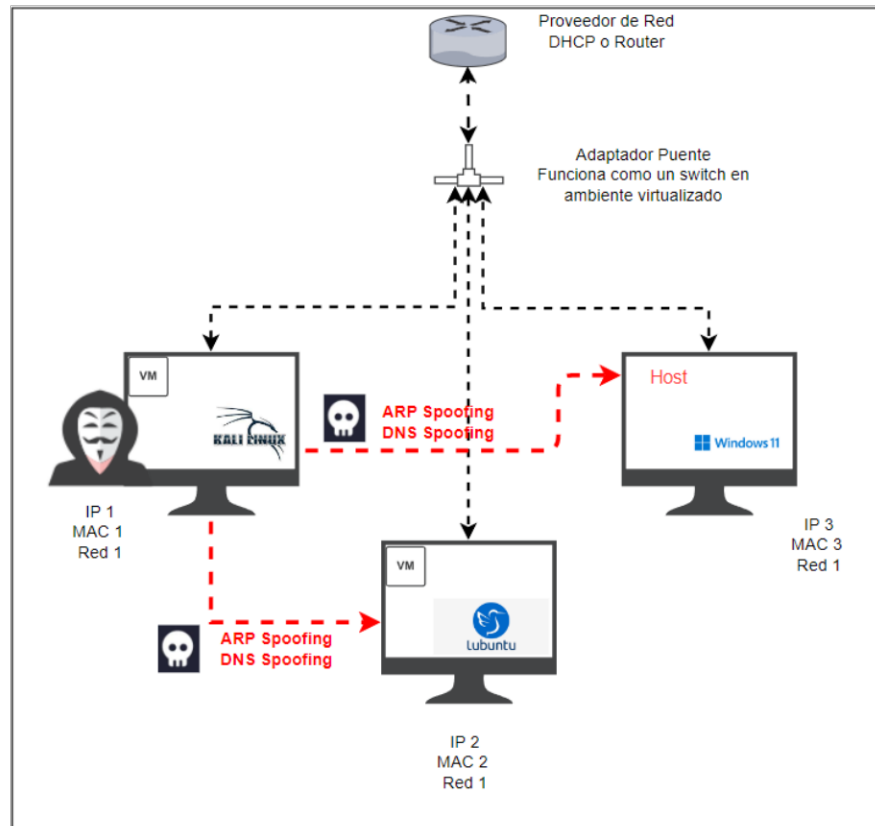 Proveedor de Red
DHCP o Router
Adaptador Puente
Funciona como un switch en
ambiente virtualizado
VM
KALI LINUX
ARP Spoofing
DNS Spoofing
Host
Windows 11
IP 1
MAC 1
Red 1
IP 3
MAC 3
Red 1
VM
lubuntu
ARP Spoofing
DNS Spoofing
IP 2
MAC 2
Red 1